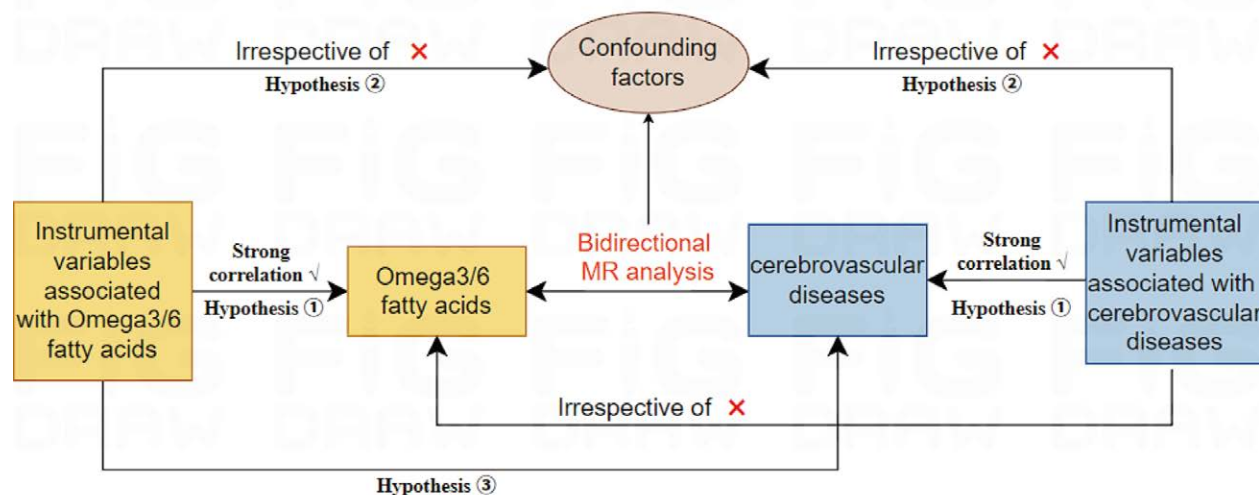 Irrespective of ×
Hypothesis ②
Confounding
factors
Irrespective of ×
Hypothesis ②
Instrumental
variables
associated
with Omega3/6
fatty acids
Strong
correlation √
Hypothesis ①
Omega3/6
fatty acids
Bidirectional
MR analysis
cerebrovascular
diseases
Strong
correlation √
Hypothesis ①
Instrumental
variables
associated with
cerebrovascular
diseases
Irrespective of ×
Hypothesis ③
FIG
DRAW